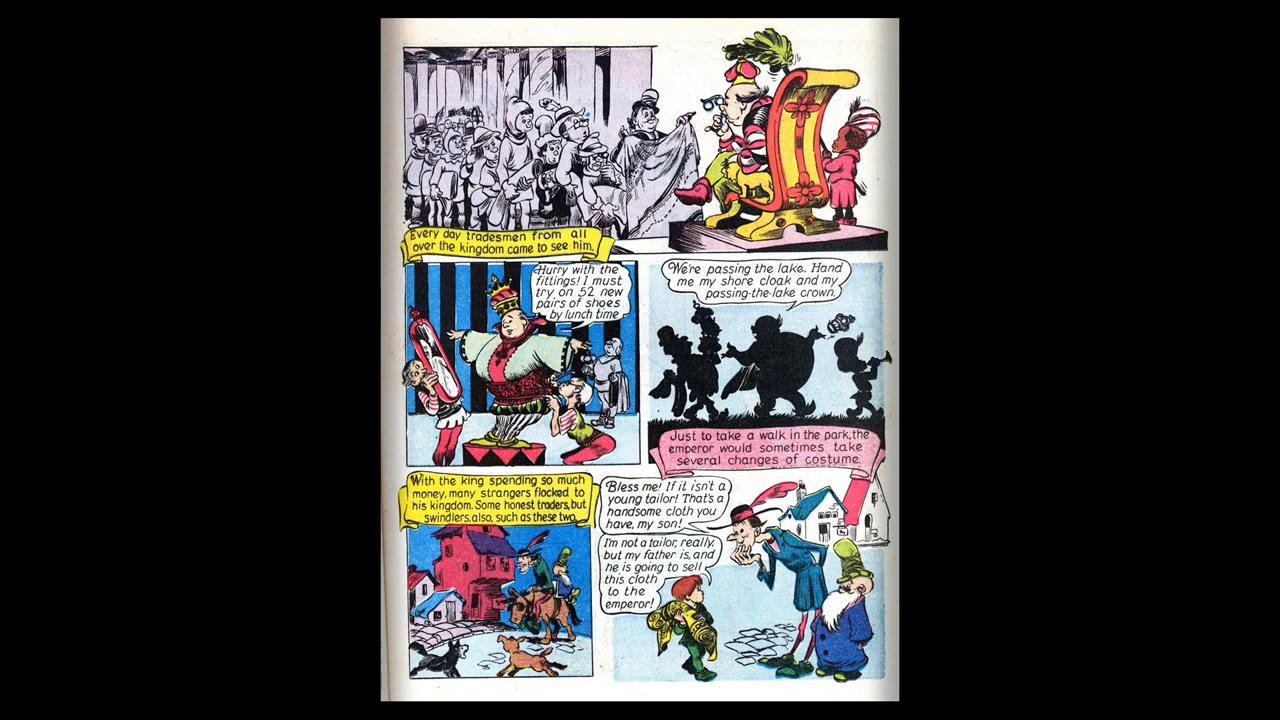 Every day tradesmen from all
over the kingdom came to see him.
Hurry with the
fittings! I must
try on 52 new
pairs of shoes
by lunch time
We're passing the lake. Hand
me my shore cloak and my
passing-the-lake crown.
Just to take a walk in the park, the
emperor would sometimes take
several changes of costume.
With the king spending so much
money, many strangers flocked to
his kingdom. Some honest traders, but
swindlers, also, such as these two.
Bless me! If it isn't a
young tailor! That's a
handsome cloth you
have, my son!
I'm not a tailor, really,
but my father is, and
he is going to sell
this cloth
to the
emperor!